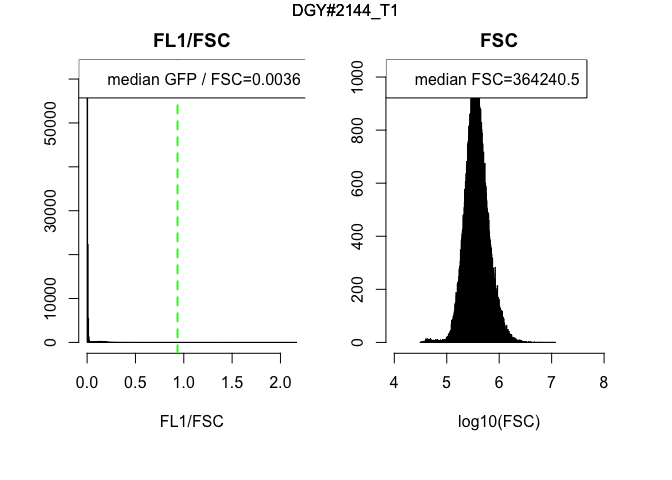 DGY#2144_T1
FL1/FSC
median GFP / FSC=0.0036
0
10000
30000
50000
0.0 0.5 1.0 1.5 2.0
FL1/FSC
FSC
median FSC=364240.5
0
200
400
600
800
1000
4 5 6 7 8
log10(FSC)